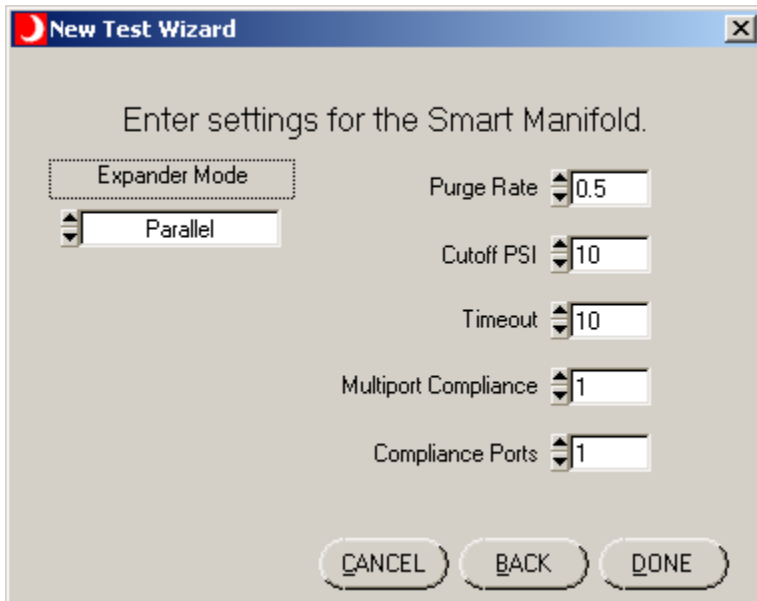 New Test Wizard
Enter settings for the Smart Manifold.
Expander Mode
Parallel
Purge Rate 0.5
Cutoff PSI 10
Timeout 10
Multiport Compliance 1
Compliance Ports 1
CANCEL BACK DONE